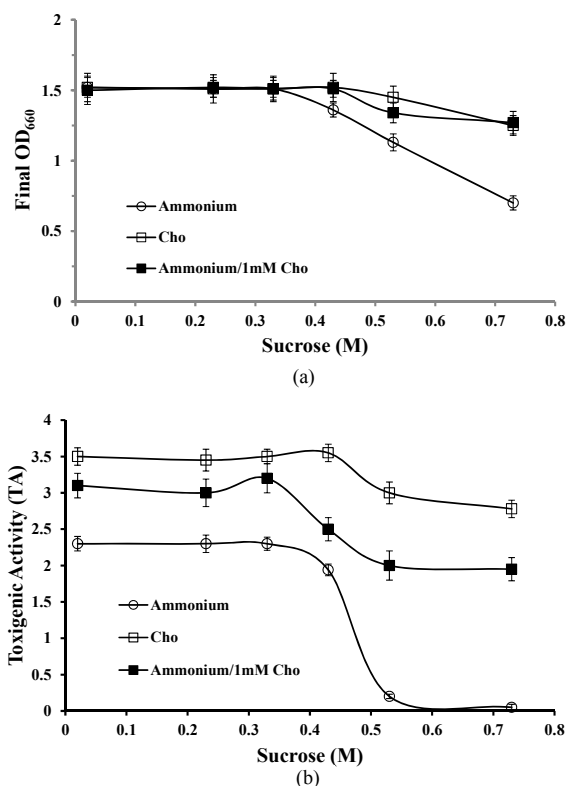 2
1.5
1
0.5
0
Final OD660
Ammonium
Cho
Ammonium/1mM Cho
0 0.1 0.2 0.3 0.4 0.5 0.6 0.7 0.8
Sucrose (M)
(a)
4
3.5
3
2.5
2
1.5
1
0.5
0
Toxigenic Activity (TA)
Ammonium
Cho
Ammonium/1mM Cho
0 0.1 0.2 0.3 0.4 0.5 0.6 0.7 0.8
Sucrose (M)
(b)